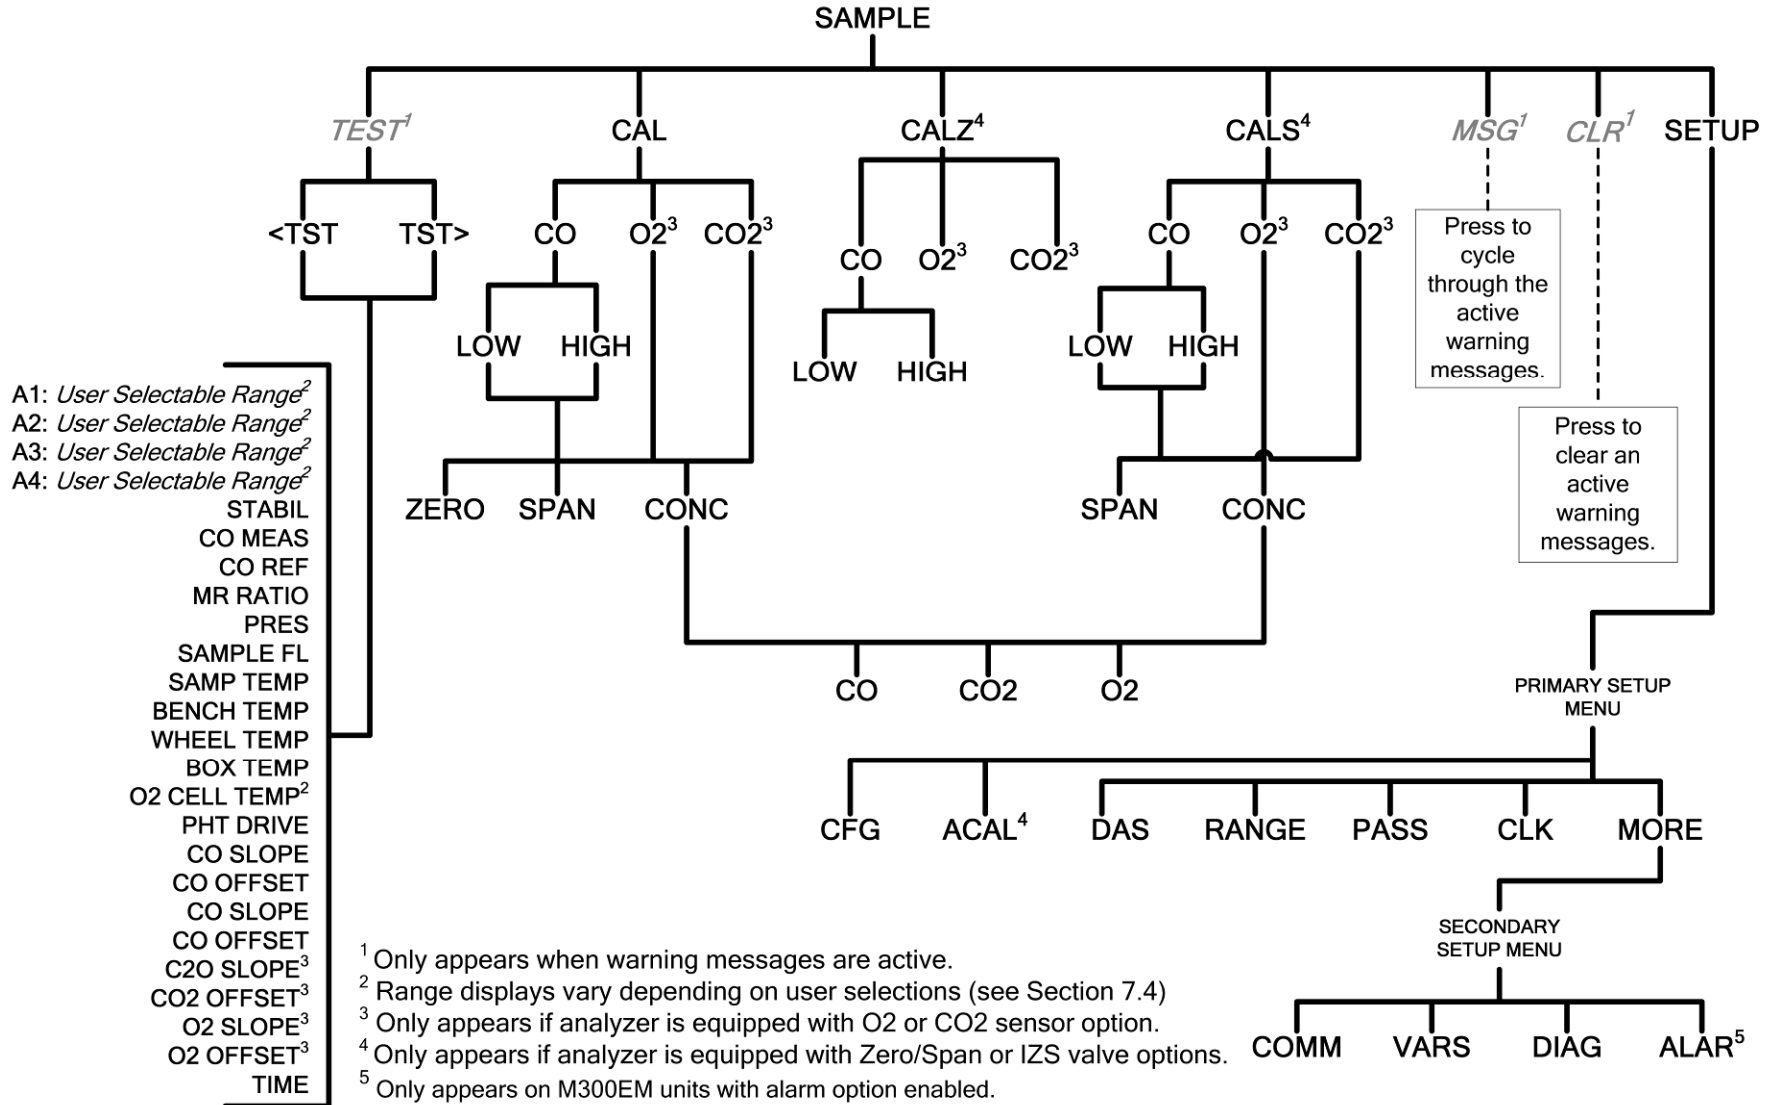 SAMPLE
TEST1
CAL
CALZ4
CALS4
MSG1
CLR1
SETUP
<TST
TST>
CO
O23
CO23
LOW
HIGH
ZERO
SPAN
CONC
CO
O23
CO23
LOW
HIGH
CO
O23
CO23
LOW
HIGH
SPAN
CONC
CO
CO2
O2
Press to
cycle
through the
active
warning
messages.
Press to
clear an
active
warning
messages.
A1: User Selectable Range2
A2: User Selectable Range2
A3: User Selectable Range2
A4: User Selectable Range2
STABIL
CO MEAS
CO REF
MR RATIO
PRES
SAMPLE FL
SAMP TEMP
BENCH TEMP
WHEEL TEMP
BOX TEMP
O2 CELL TEMP2
PHT DRIVE
CO SLOPE
CO OFFSET
CO SLOPE
CO OFFSET
C2O SLOPE3
CO2 OFFSET3
O2 SLOPE3
O2 OFFSET3
TIME
PRIMARY SETUP
MENU
CFG
ACAL4
DAS
RANGE
PASS
CLK
MORE
SECONDARY
SETUP MENU
COMM
VARS
DIAG
ALAR5
1 Only appears when warning messages are active.
2 Range displays vary depending on user selections (see Section 7.4)
3 Only appears if analyzer is equipped with O2 or CO2 sensor option.
4 Only appears if analyzer is equipped with Zero/Span or IZS valve options.
5 Only appears on M300EM units with alarm option enabled.